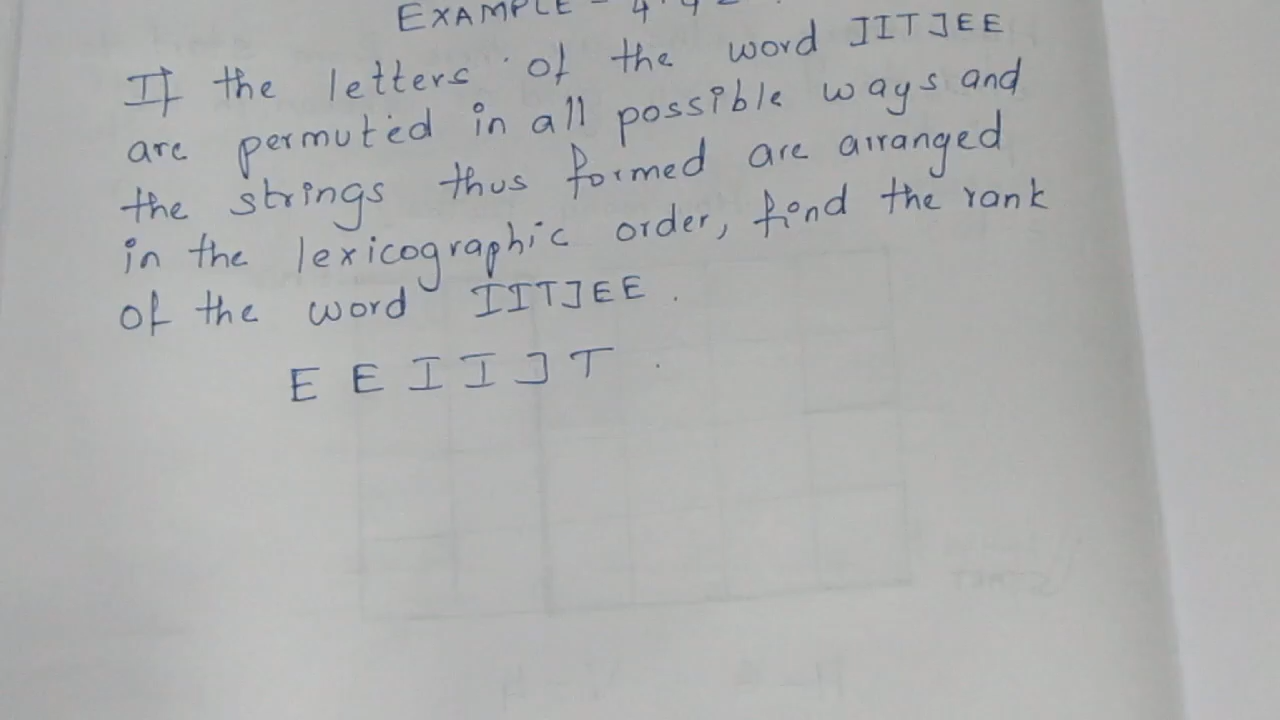 EXAMPLE -
If the letters of the word IITJEE
are permuted in all possible ways and
the strings thus formed are arranged
in the lexicographic order, find the rank
of the word IITJEE.
E E I I J T.